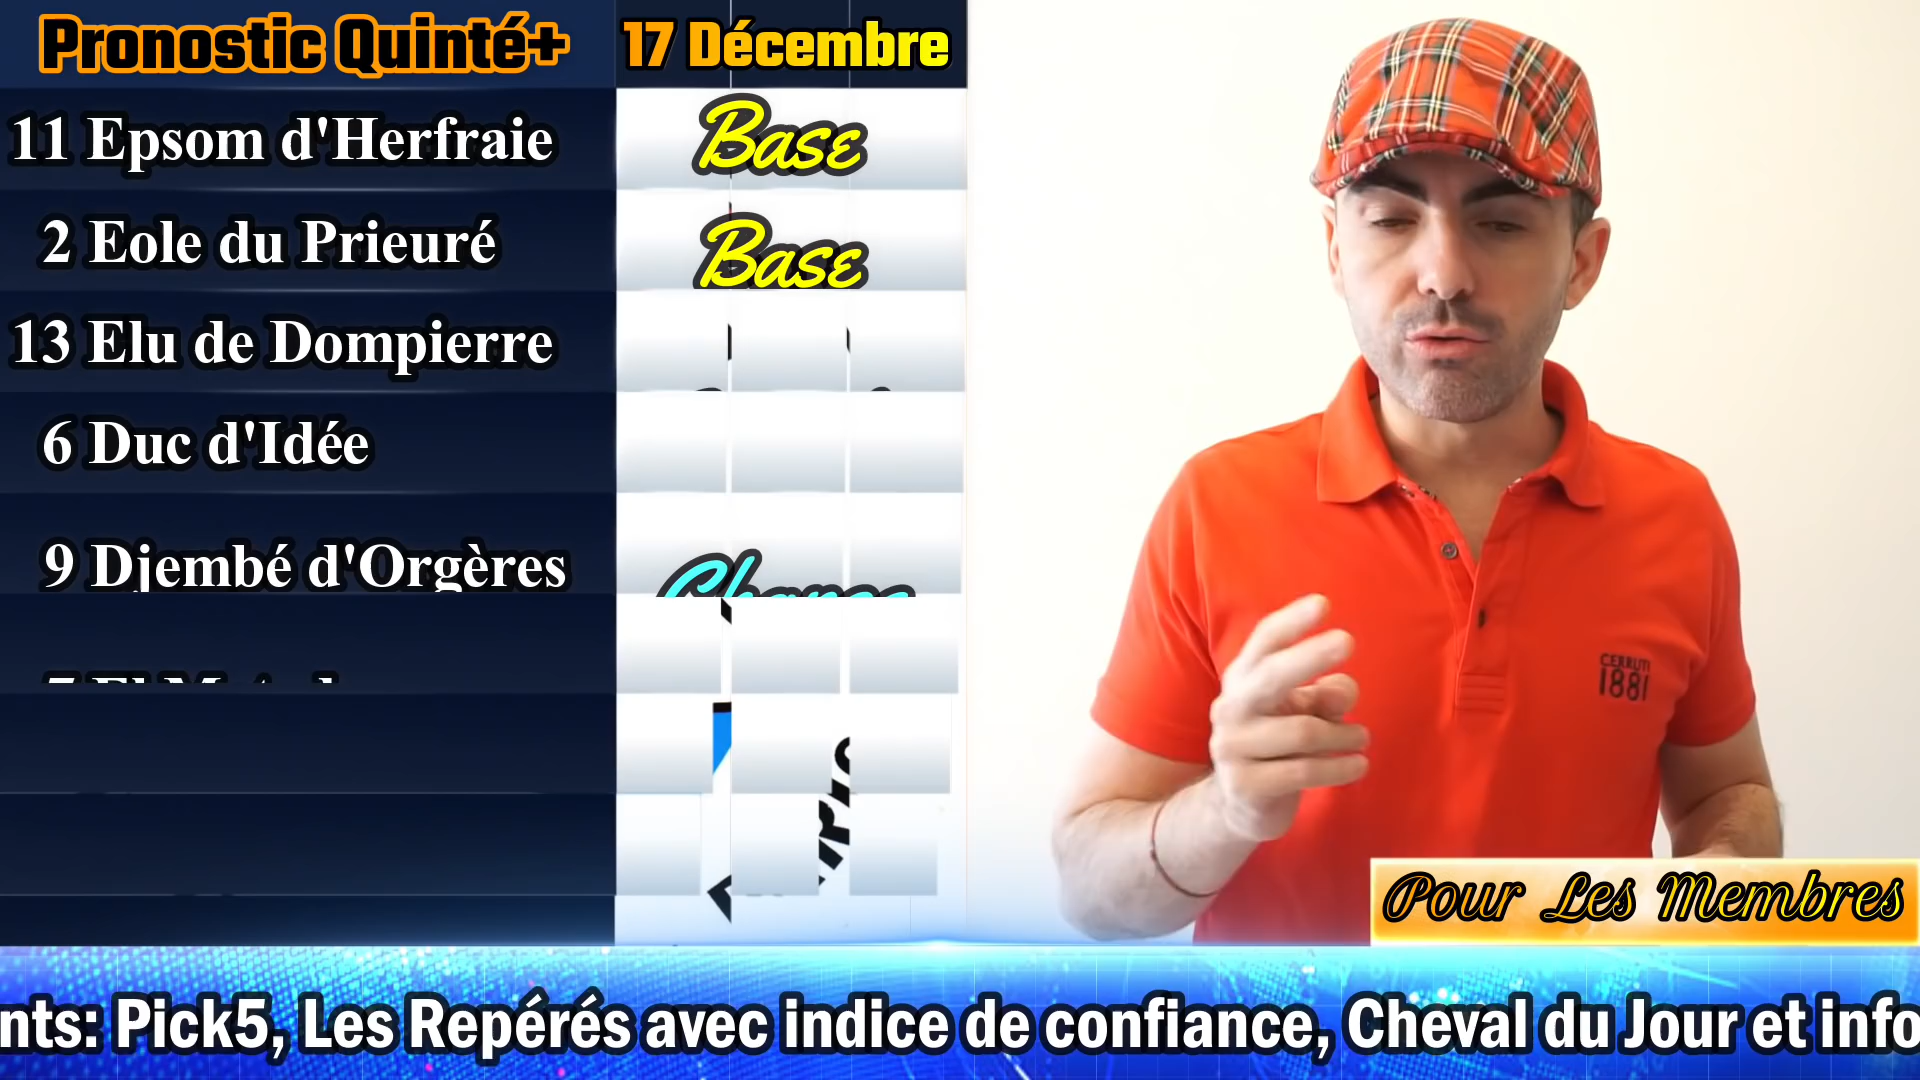 Pronostic Quinté+ 17 Décembre
11 Epsom d'Herfraie Base
2 Eole du Prieuré Base
13 Elu de Dompierre
6 Duc d'Idée
9 Djembé d'Orgères Chance
CERRUTI
1881
Pour Les Membres
nts: Pick5, Les Repérés avec indice de confiance, Cheval du Jour et info